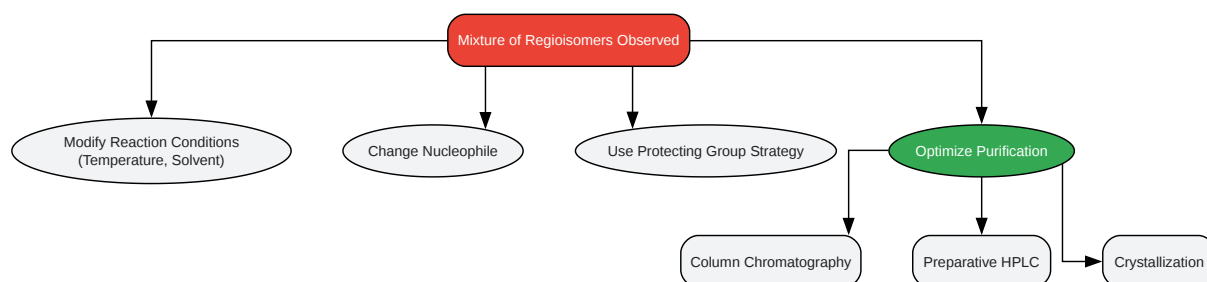 Mixture of Regioisomers Observed
Modify Reaction Conditions
(Temperature, Solvent)
Change Nucleophile
Use Protecting Group Strategy
Optimize Purification
Column Chromatography
Preparative HPLC
Crystallization